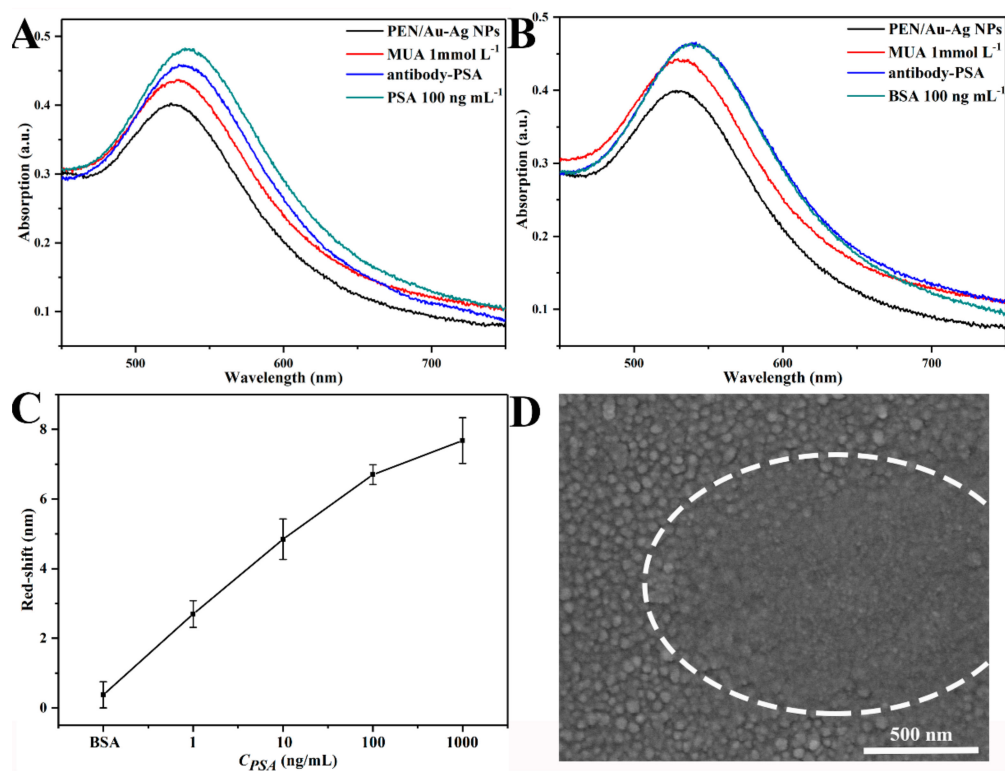 A
PEN/Au-Ag NPs
MUA 1mmol L⁻¹
antibody-PSA
PSA 100 ng mL⁻¹
0.5
0.4
0.3
0.2
0.1
Absorption (a.u.)
500
600
700
Wavelength (nm)
B
PEN/Au-Ag NPs
MUA 1mmol L⁻¹
antibody-PSA
BSA 100 ng mL⁻¹
0.5
0.4
0.3
0.2
0.1
Absorption (a.u.)
500
600
700
Wavelength (nm)
C
8
6
4
2
0
Red-shift (nm)
BSA
1
10
100
1000
C_PSA (ng/mL)
D
500 nm